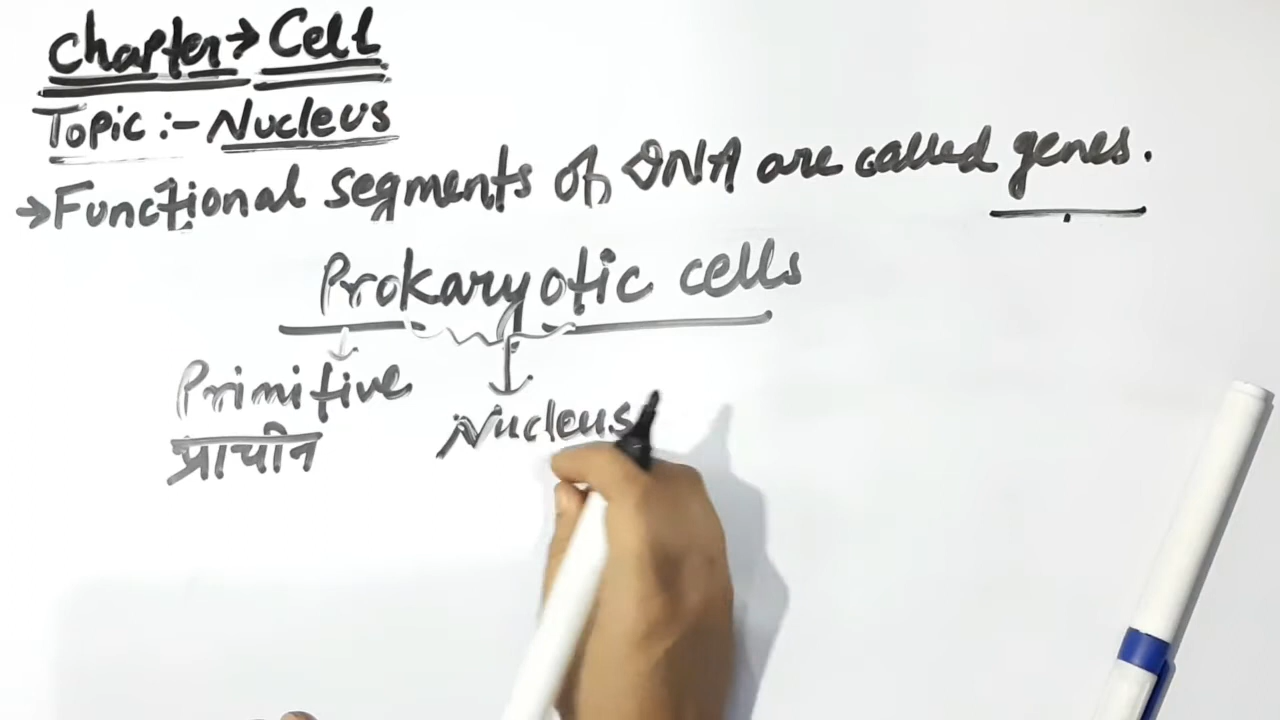 Chapter→ Cell
Topic :- Nucleus
→Functional segments of DNA are called genes.
Prokaryotic cells
Primitive
प्राचीन
Nucleus